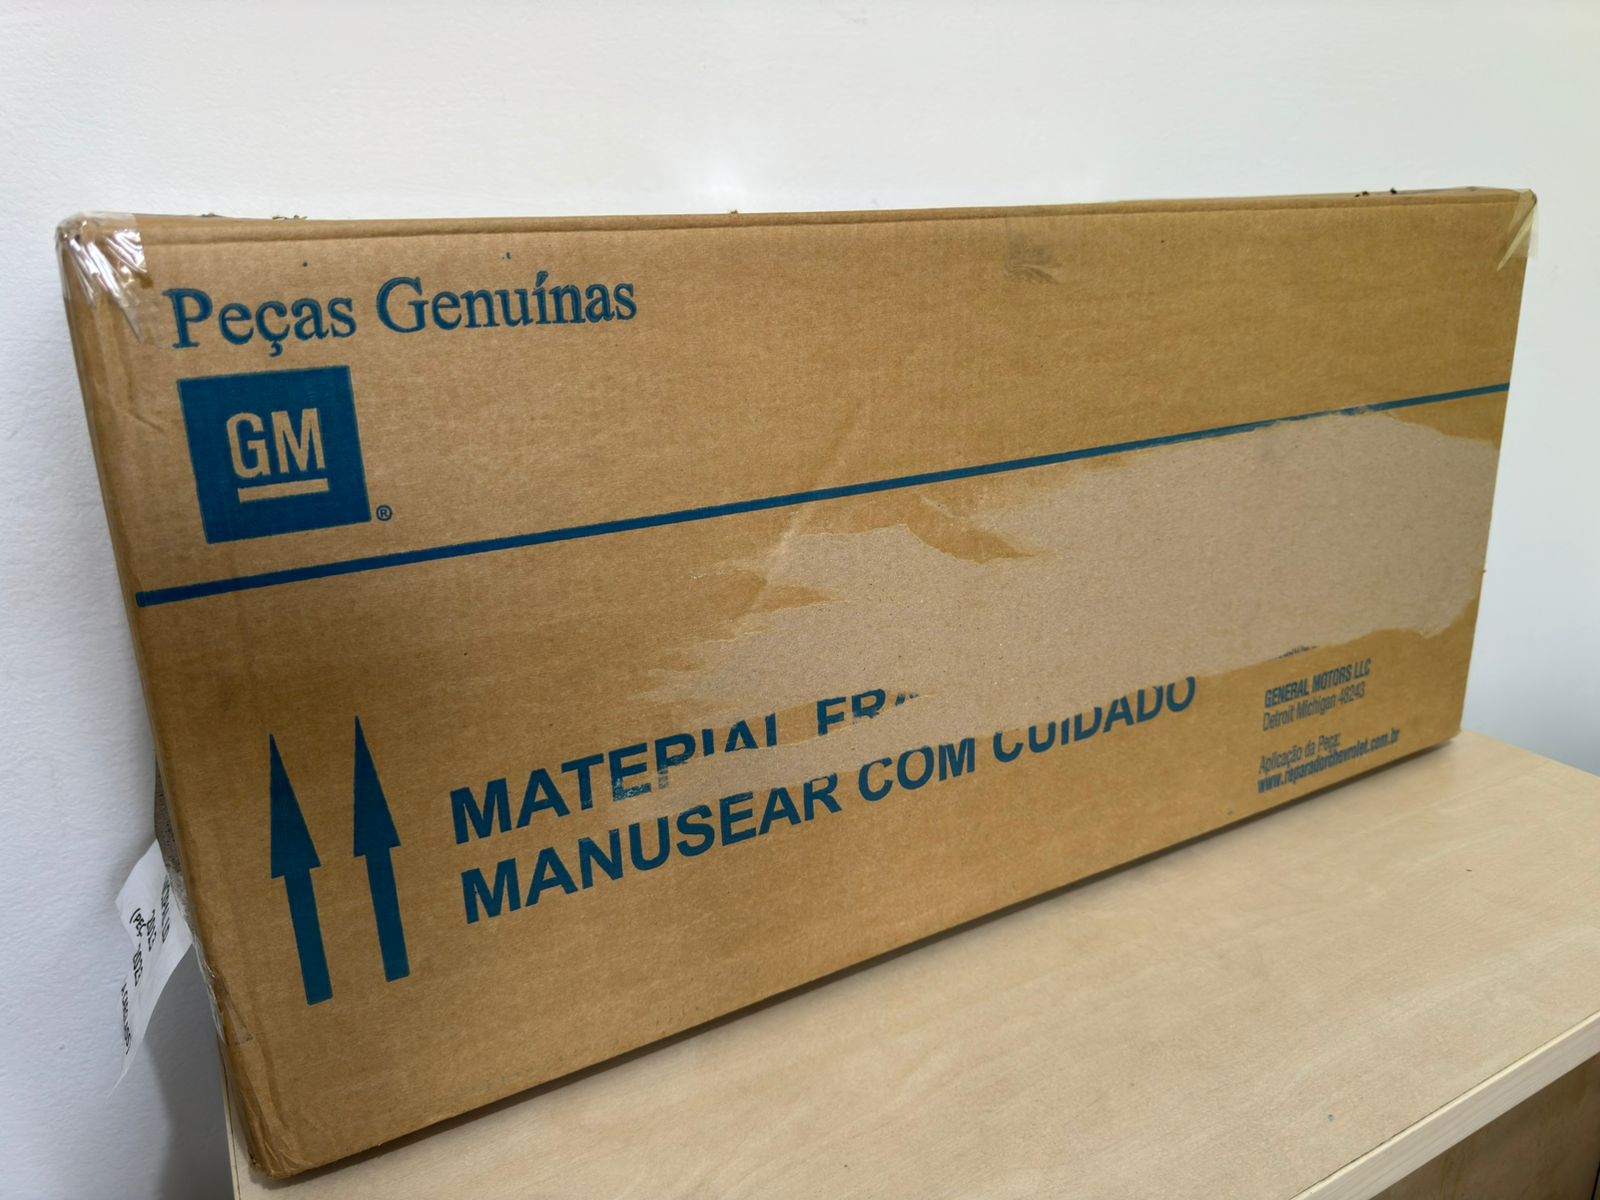 Peças Genuínas
GM
®
MATERIAL FRA
MANUSEAR COM CUIDADO
GENERAL MOTORS LLC
Detroit Michigan 48243
Aplicação da Peça:
www.reparadorchevrolet.com.br